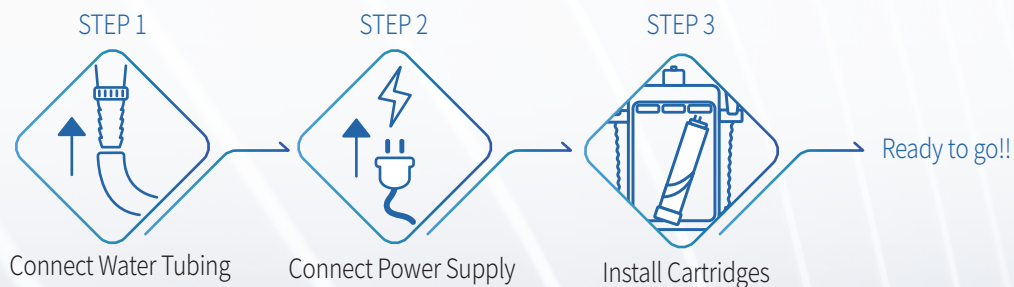 STEP 1
STEP 2
STEP 3
Ready to go!!
Connect Water Tubing
Connect Power Supply
Install Cartridges